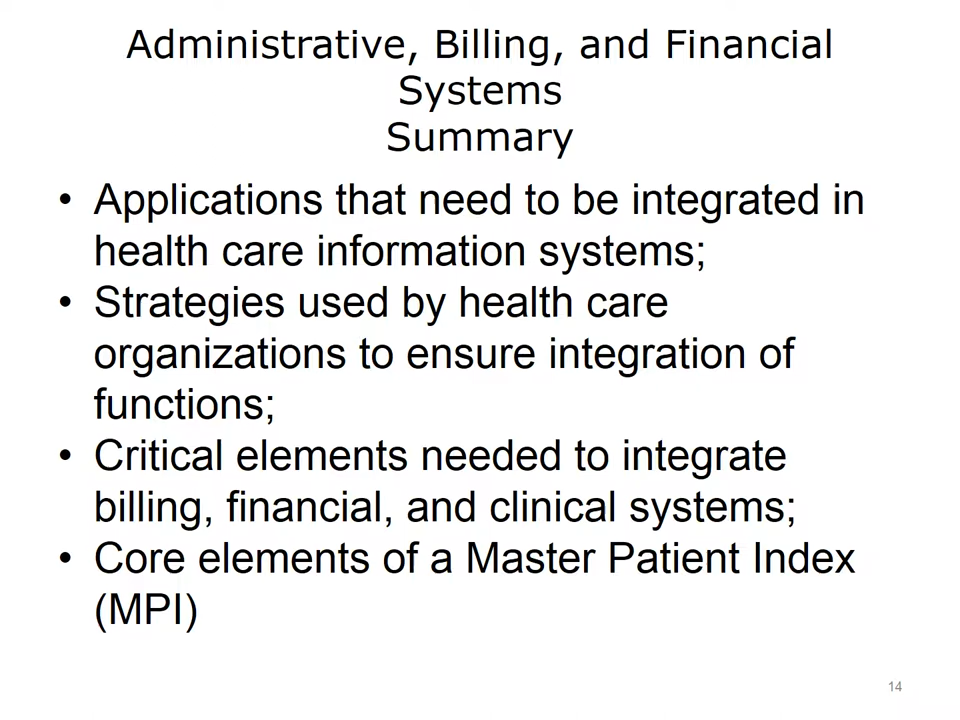 Administrative, Billing, and Financial
Systems
Summary
• Applications that need to be integrated in
health care information systems;
• Strategies used by health care
organizations to ensure integration of
functions;
• Critical elements needed to integrate
billing, financial, and clinical systems;
• Core elements of a Master Patient Index
(MPI)
14